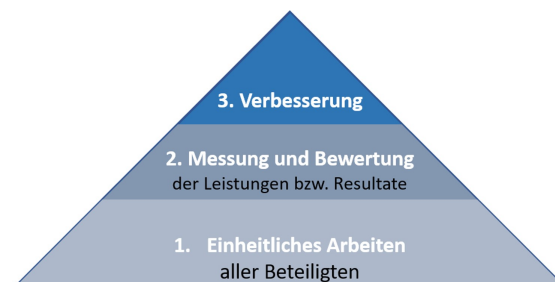 3. Verbesserung
2. Messung und Bewertung
der Leistungen bzw. Resultate
1. Einheitliches Arbeiten
aller Beteiligten